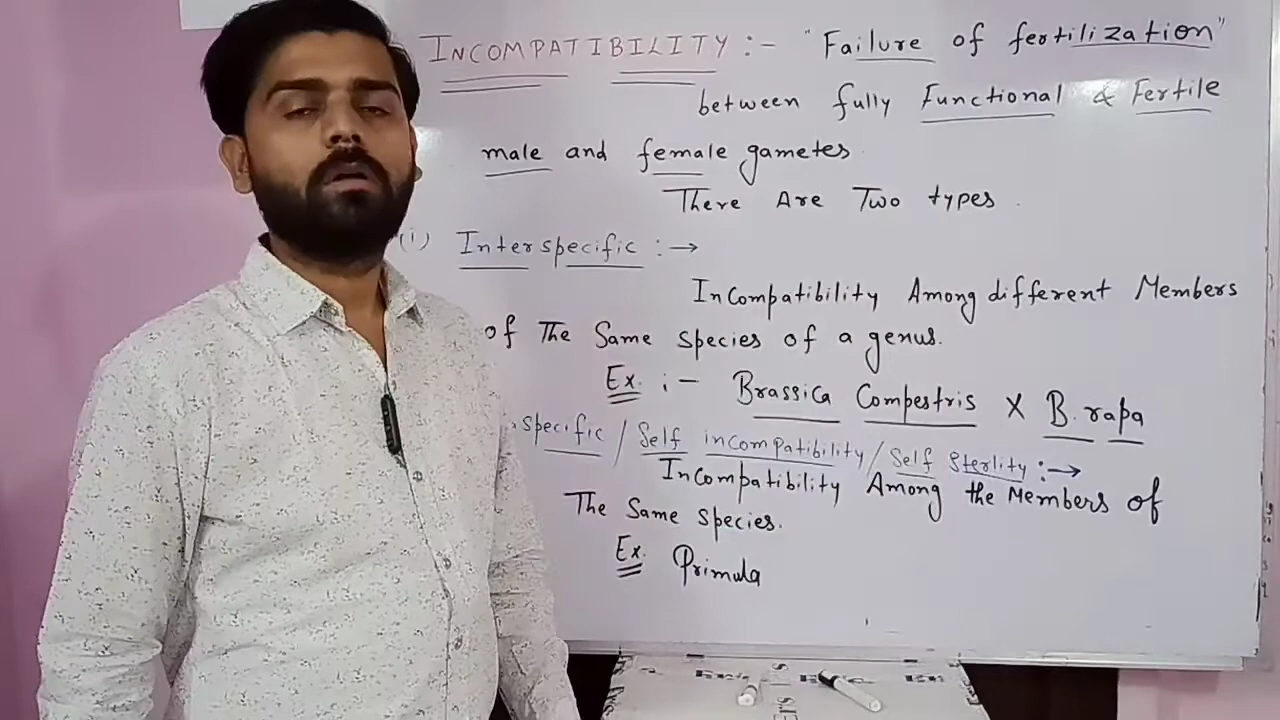 INCOMPATIBILITY :- "Failure of fertilization"
between fully Functional & Fertile
male and female gametes
There Are Two types .
(i) Interspecific :→
InCompatibility Among different Members
of The Same species of a genus.
Ex. :- Brassica Compestris X B. rapa
specific / Self incompatibility / Self Sterlity :→
InCompatibility Among the Members of
The Same species.
Ex. Primula